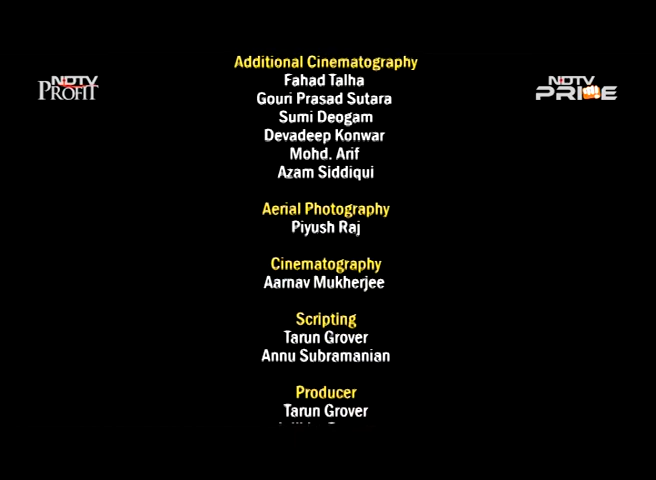 NDTV
PROFIT
NDTV
PRIME
Additional Cinematography
Fahad Talha
Gouri Prasad Sutara
Sumi Deogam
Devadeep Konwar
Mohd. Arif
Azam Siddiqui
Aerial Photography
Piyush Raj
Cinematography
Aarnav Mukherjee
Scripting
Tarun Grover
Annu Subramanian
Producer
Tarun Grover